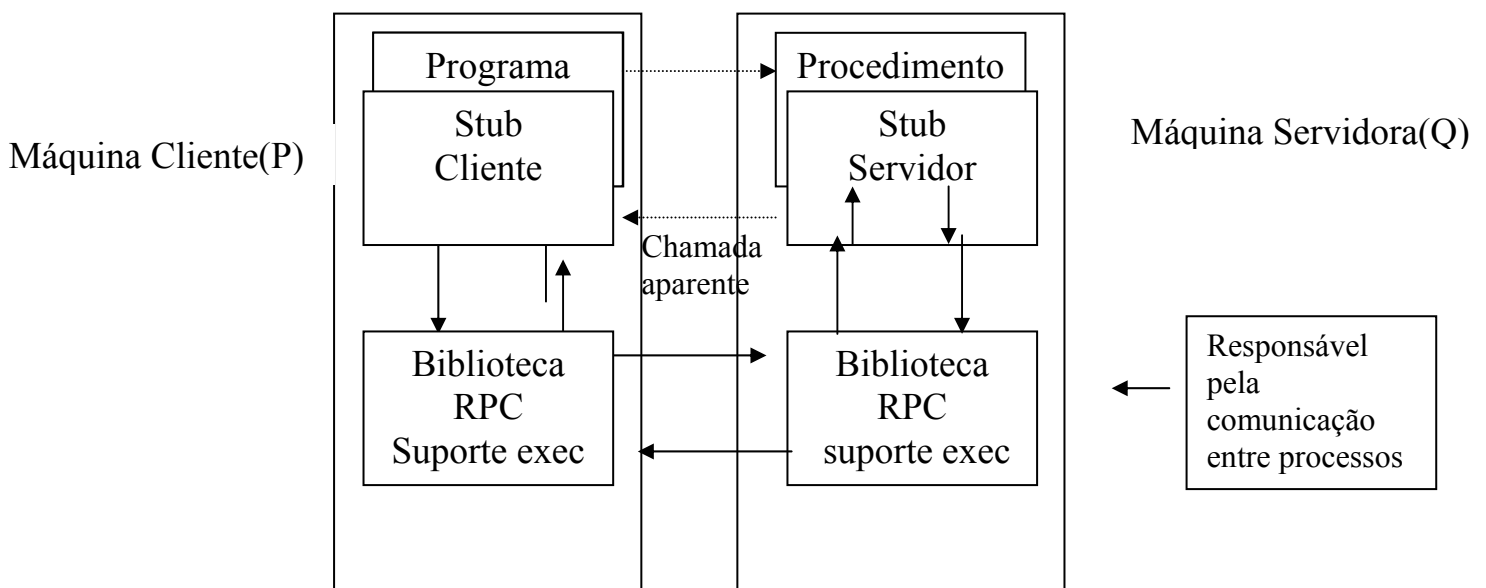 Máquina Cliente(P)
Programa
Stub
Cliente
Biblioteca
RPC
Suporte exec
Chamada
aparente
Procedimento
Stub
Servidor
Biblioteca
RPC
suporte exec
Máquina Servidora(Q)
Responsável
pela
comunicação
entre processos